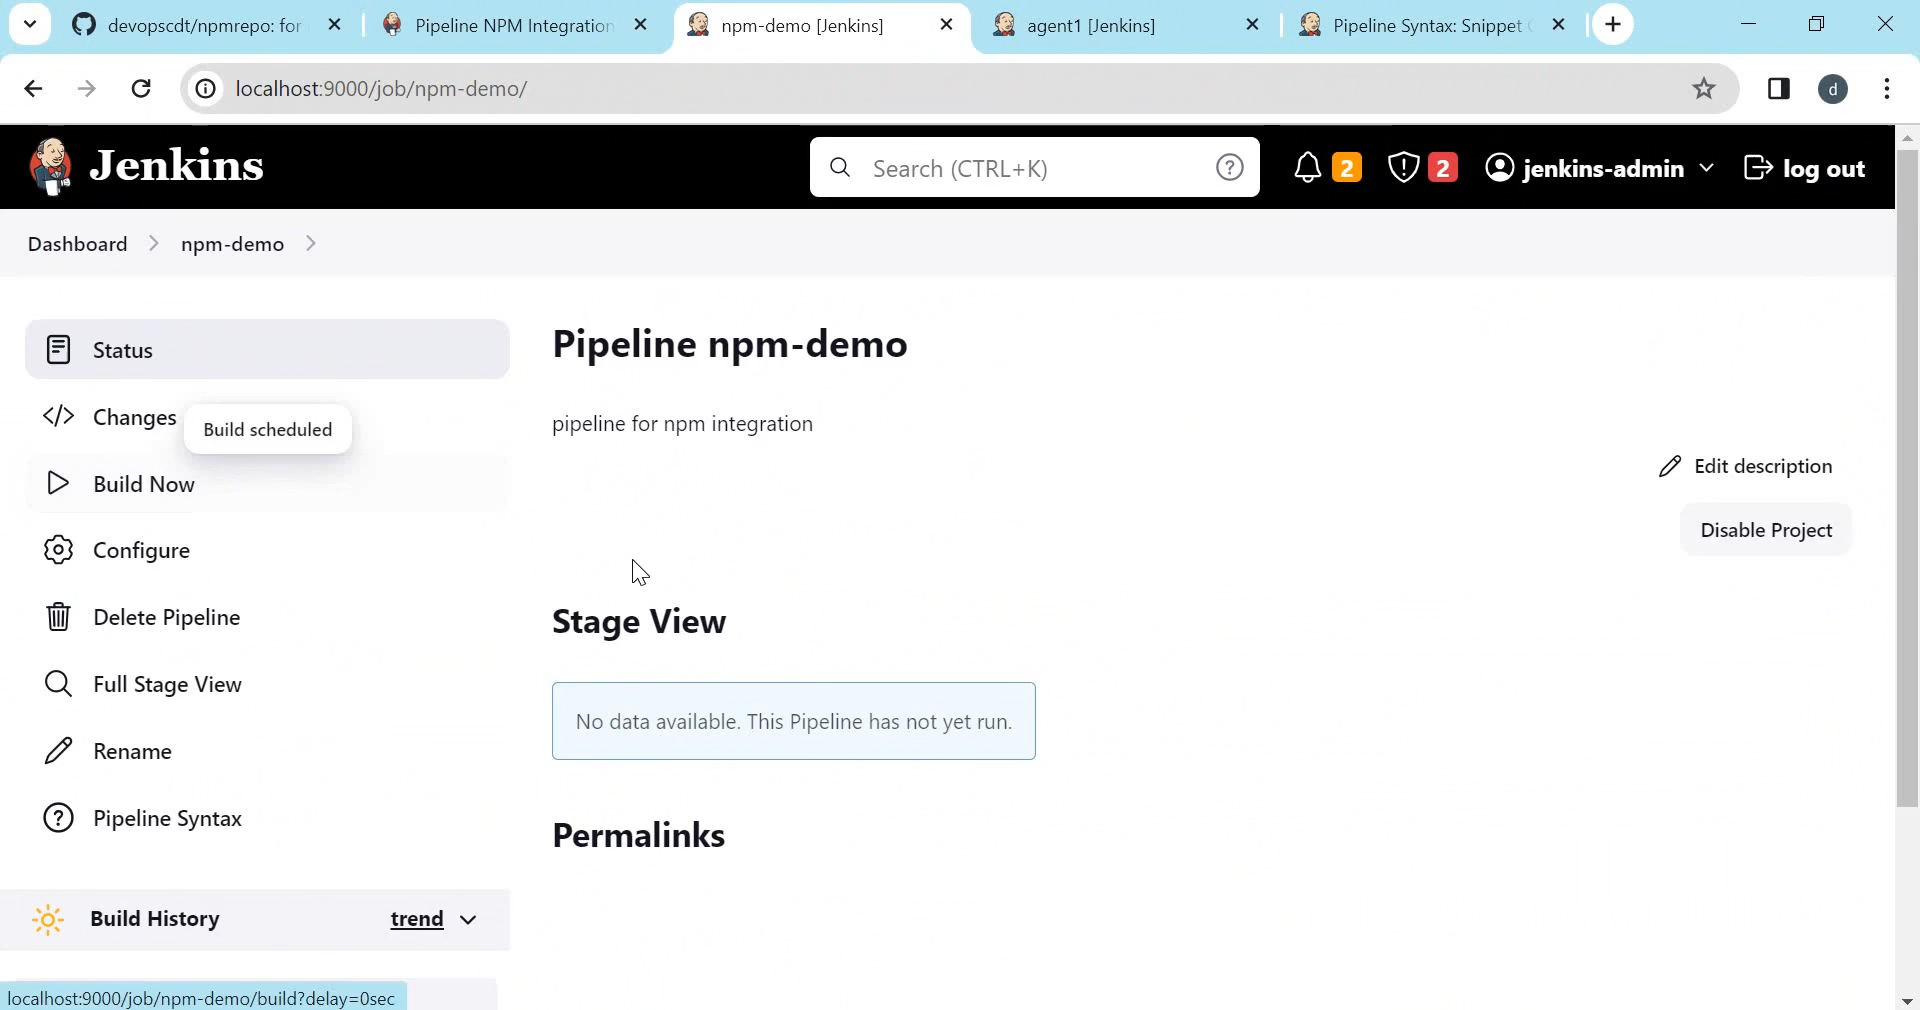 devopscdt/npmrepo: for
Pipeline NPM Integration
npm-demo [Jenkins]
agent1 [Jenkins]
Pipeline Syntax: Snippet
localhost:9000/job/npm-demo/
d
Jenkins
Search (CTRL+K)
2
2
jenkins-admin
log out
Dashboard
npm-demo
Status
Changes
Build scheduled
Build Now
Configure
Delete Pipeline
Full Stage View
Rename
Pipeline Syntax
Build History
trend
Pipeline npm-demo
pipeline for npm integration
Edit description
Disable Project
Stage View
No data available. This Pipeline has not yet run.
Permalinks
localhost:9000/job/npm-demo/build?delay=0sec